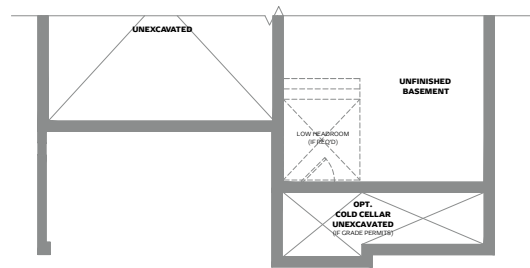 UNEXCAVATED
UNFINISHED
BASEMENT
LOW HEADROOM
(IF REQ'D)
OPT.
COLD CELLAR
UNEXCAVATED
(IF GRADE PERMITS)